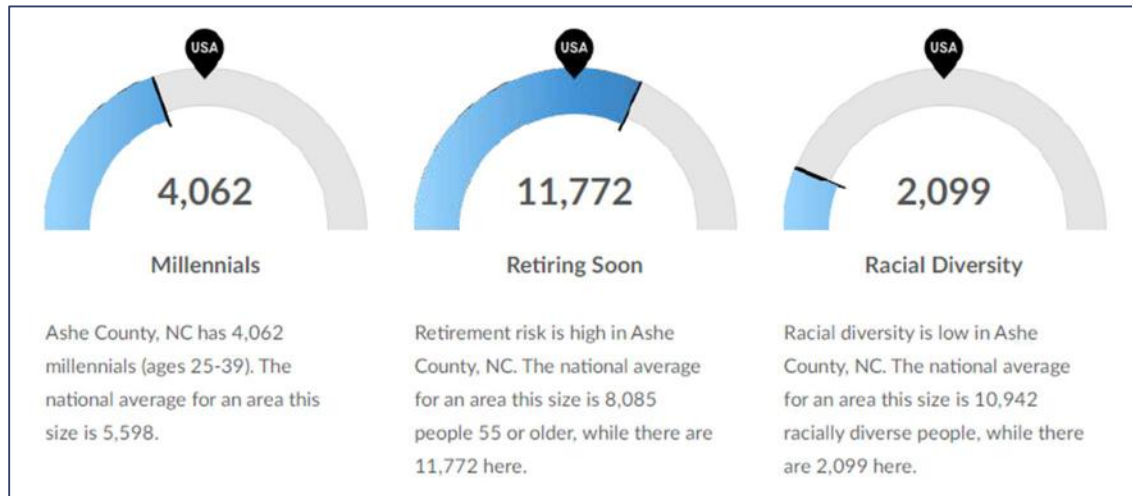 USA
USA
USA
4,062
11,772
2,099
Millennials
Retiring Soon
Racial Diversity
Ashe County, NC has 4,062
millennials (ages 25-39). The
national average for an area this
size is 5,598.
Retirement risk is high in Ashe
County, NC. The national average
for an area this size is 8,085
people 55 or older, while there are
11,772 here.
Racial diversity is low in Ashe
County, NC. The national average
for an area this size is 10,942
racially diverse people, while there
are 2,099 here.